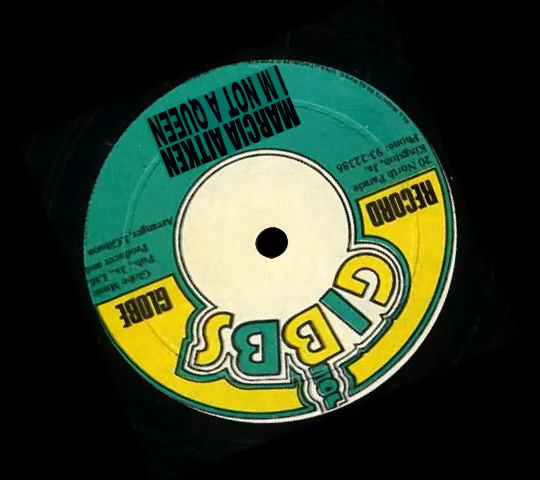 JOE
GIBBS
RECORD
GLOBE
20 North Parade
Kingston, Ja.
Phone: 93-22386
Globe Music
Pub., Ja., Ltd.
Producer and
Arranger J. Gibson
MARCIA AITKEN
I'M NOT A QUEEN